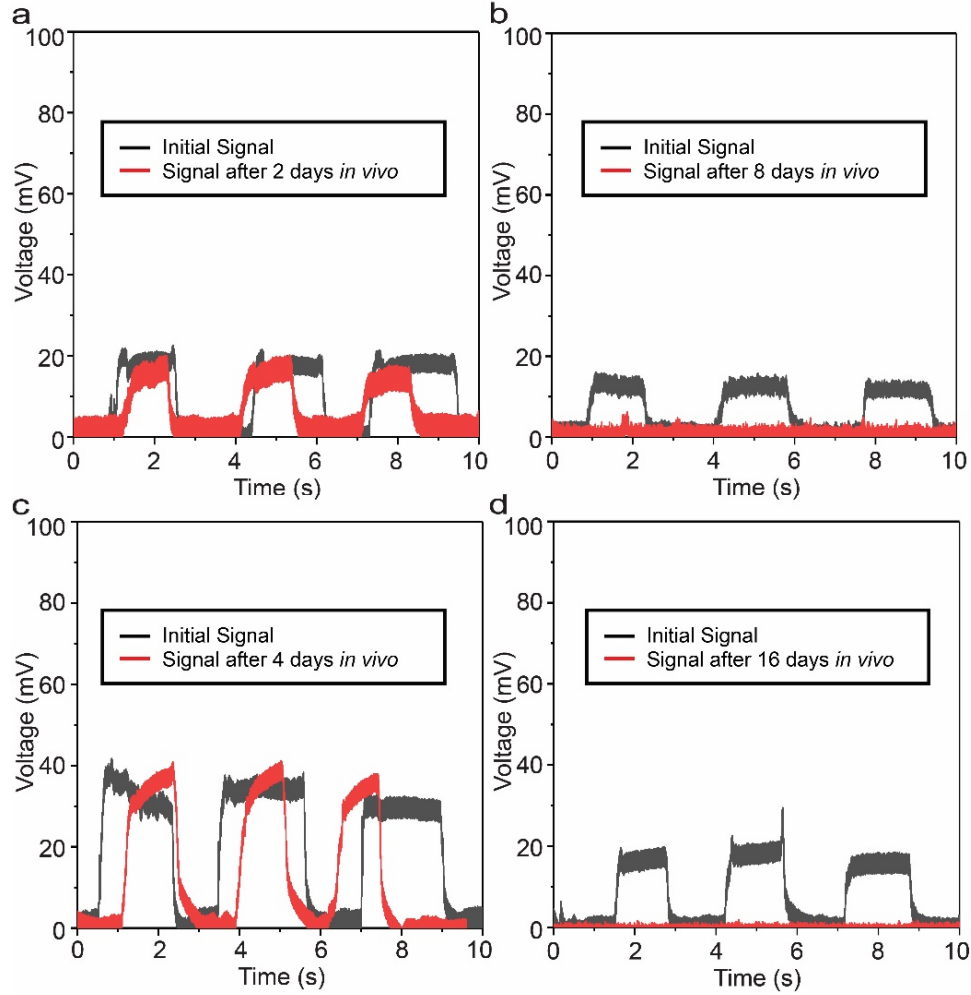 a
100
80
60
40
20
0
Voltage (mV)
Initial Signal
Signal after 2 days in vivo
0 2 4 6 8 10
Time (s)
b
100
80
60
40
20
0
Voltage (mV)
Initial Signal
Signal after 8 days in vivo
0 2 4 6 8 10
Time (s)
c
100
80
60
40
20
0
Voltage (mV)
Initial Signal
Signal after 4 days in vivo
0 2 4 6 8 10
Time (s)
d
100
80
60
40
20
0
Voltage (mV)
Initial Signal
Signal after 16 days in vivo
0 2 4 6 8 10
Time (s)